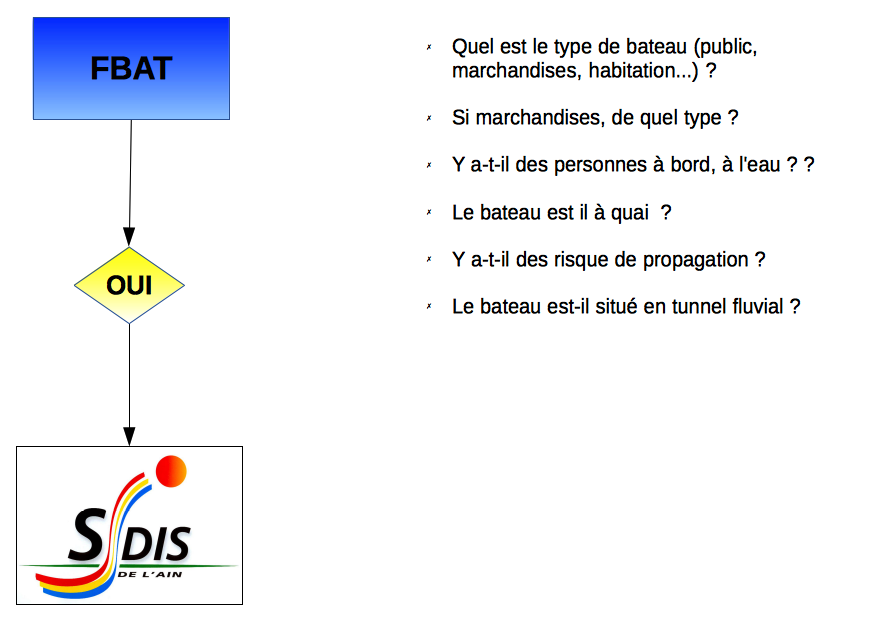 FBAT
OUI
SDIS
DE L'AIN
✗ Quel est le type de bateau (public,
marchandises, habitation...) ?
✗ Si marchandises, de quel type ?
✗ Y a-t-il des personnes à bord, à l'eau ? ?
✗ Le bateau est il à quai  ?
✗ Y a-t-il des risque de propagation ?
✗ Le bateau est-il situé en tunnel fluvial ?